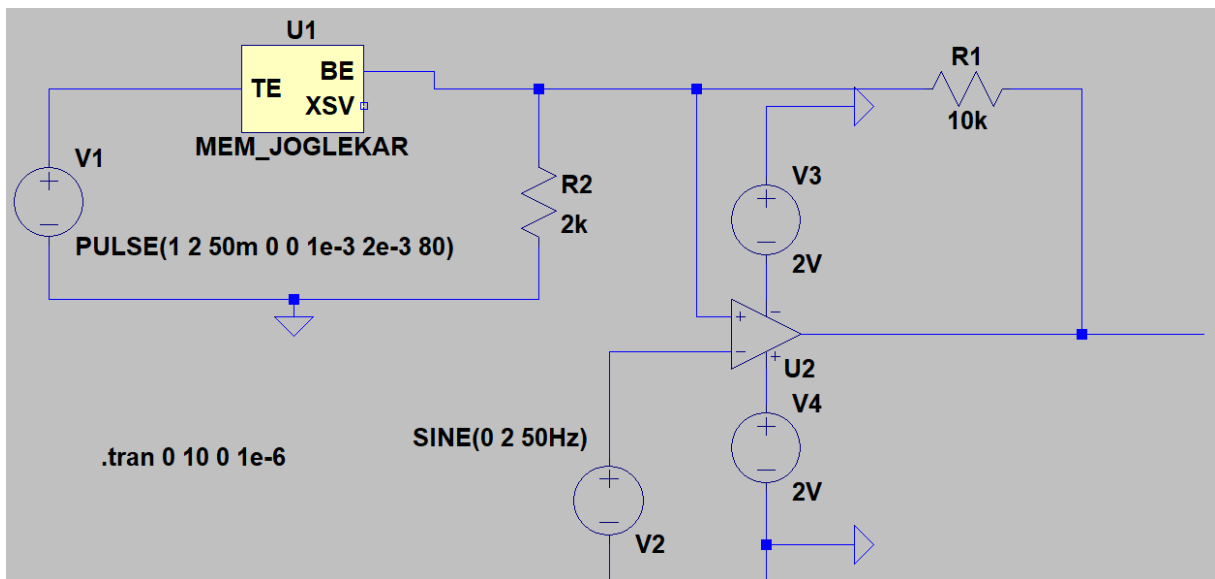 U1
TE
BE
XSV
MEM_JOGLEKAR
V1
PULSE(1 2 50m 0 0 1e-3 2e-3 80)
R2
2k
R1
10k
V3
2V
U2
V4
2V
SINE(0 2 50Hz)
V2
.tran 0 10 0 1e-6